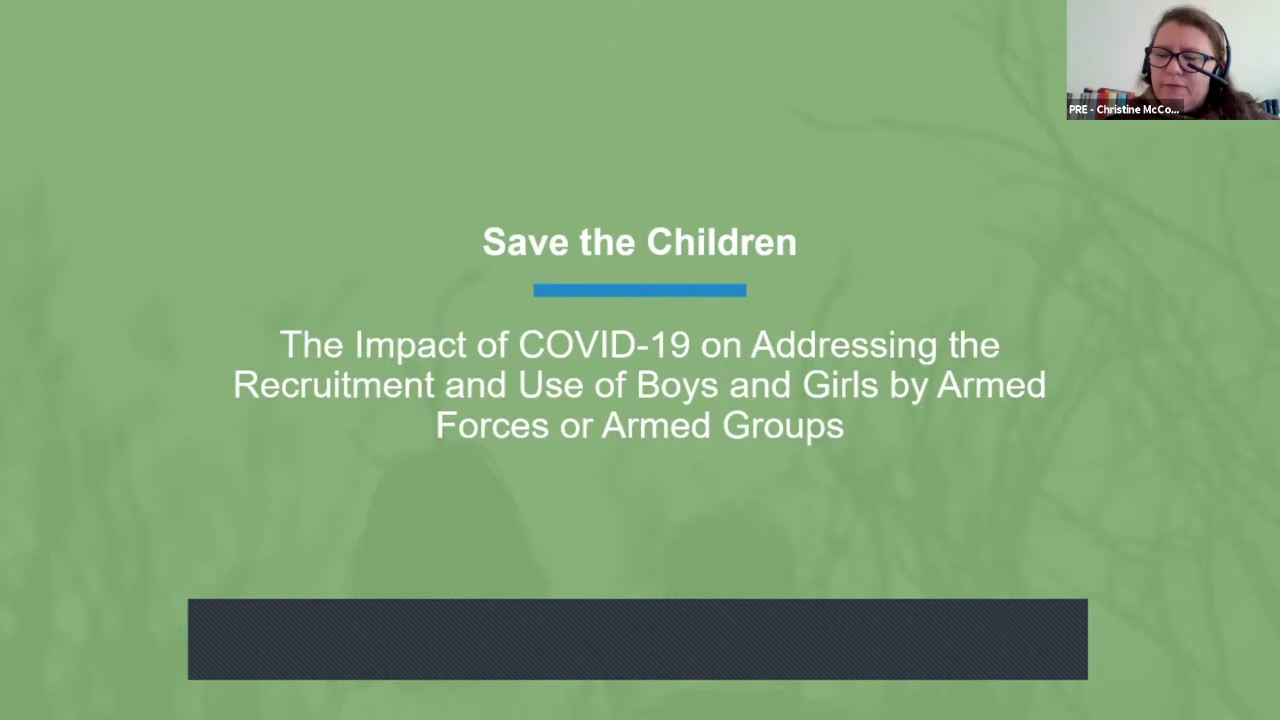 PRE - Christine McCo...
Save the Children
The Impact of COVID-19 on Addressing the
Recruitment and Use of Boys and Girls by Armed
Forces or Armed Groups